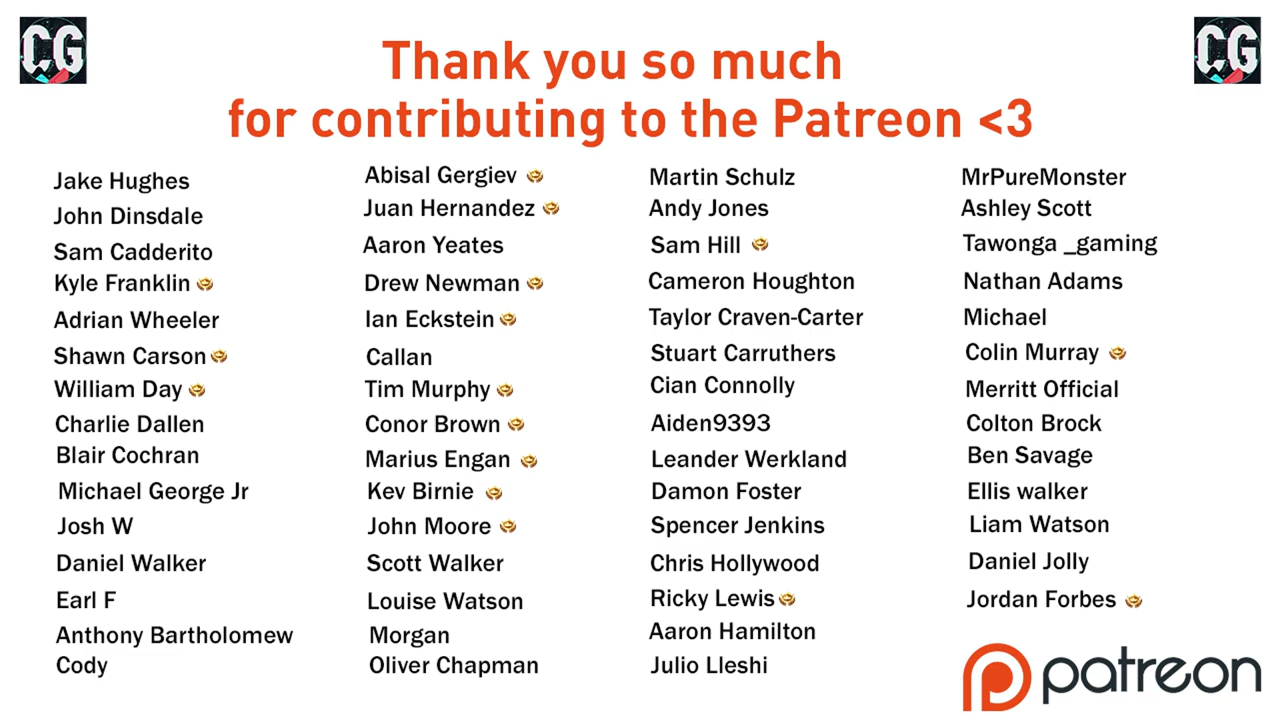 CG
CG
Thank you so much
for contributing to the Patreon <3
Jake Hughes
John Dinsdale
Sam Cadderito
Kyle Franklin
Adrian Wheeler
Shawn Carson
William Day
Charlie Dallen
Blair Cochran
Michael George Jr
Josh W
Daniel Walker
Earl F
Anthony Bartholomew
Cody
Abisal Gergiev
Juan Hernandez
Aaron Yeates
Drew Newman
Ian Eckstein
Callan
Tim Murphy
Conor Brown
Marius Engan
Kev Birnie
John Moore
Scott Walker
Louise Watson
Morgan
Oliver Chapman
Martin Schulz
Andy Jones
Sam Hill
Cameron Houghton
Taylor Craven-Carter
Stuart Carruthers
Cian Connolly
Aiden9393
Leander Werkland
Damon Foster
Spencer Jenkins
Chris Hollywood
Ricky Lewis
Aaron Hamilton
Julio Lleshi
MrPureMonster
Ashley Scott
Tawonga _gaming
Nathan Adams
Michael
Colin Murray
Merritt Official
Colton Brock
Ben Savage
Ellis walker
Liam Watson
Daniel Jolly
Jordan Forbes
patreon